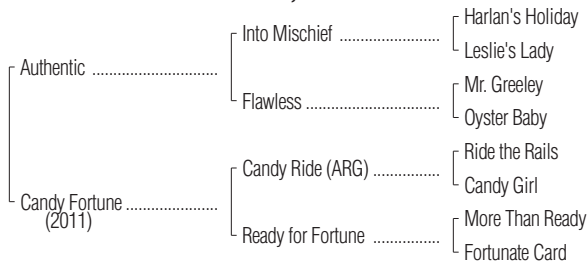 Harlan's Holiday
Into Mischief ....................
Leslie's Lady
Authentic .........................
Mr. Greeley
Flawless ...........................
Oyster Baby
Ride the Rails
Candy Ride (ARG) ................
Candy Girl
Candy Fortune ....................
(2011)
More Than Ready
Ready for Fortune ................
Fortunate Card